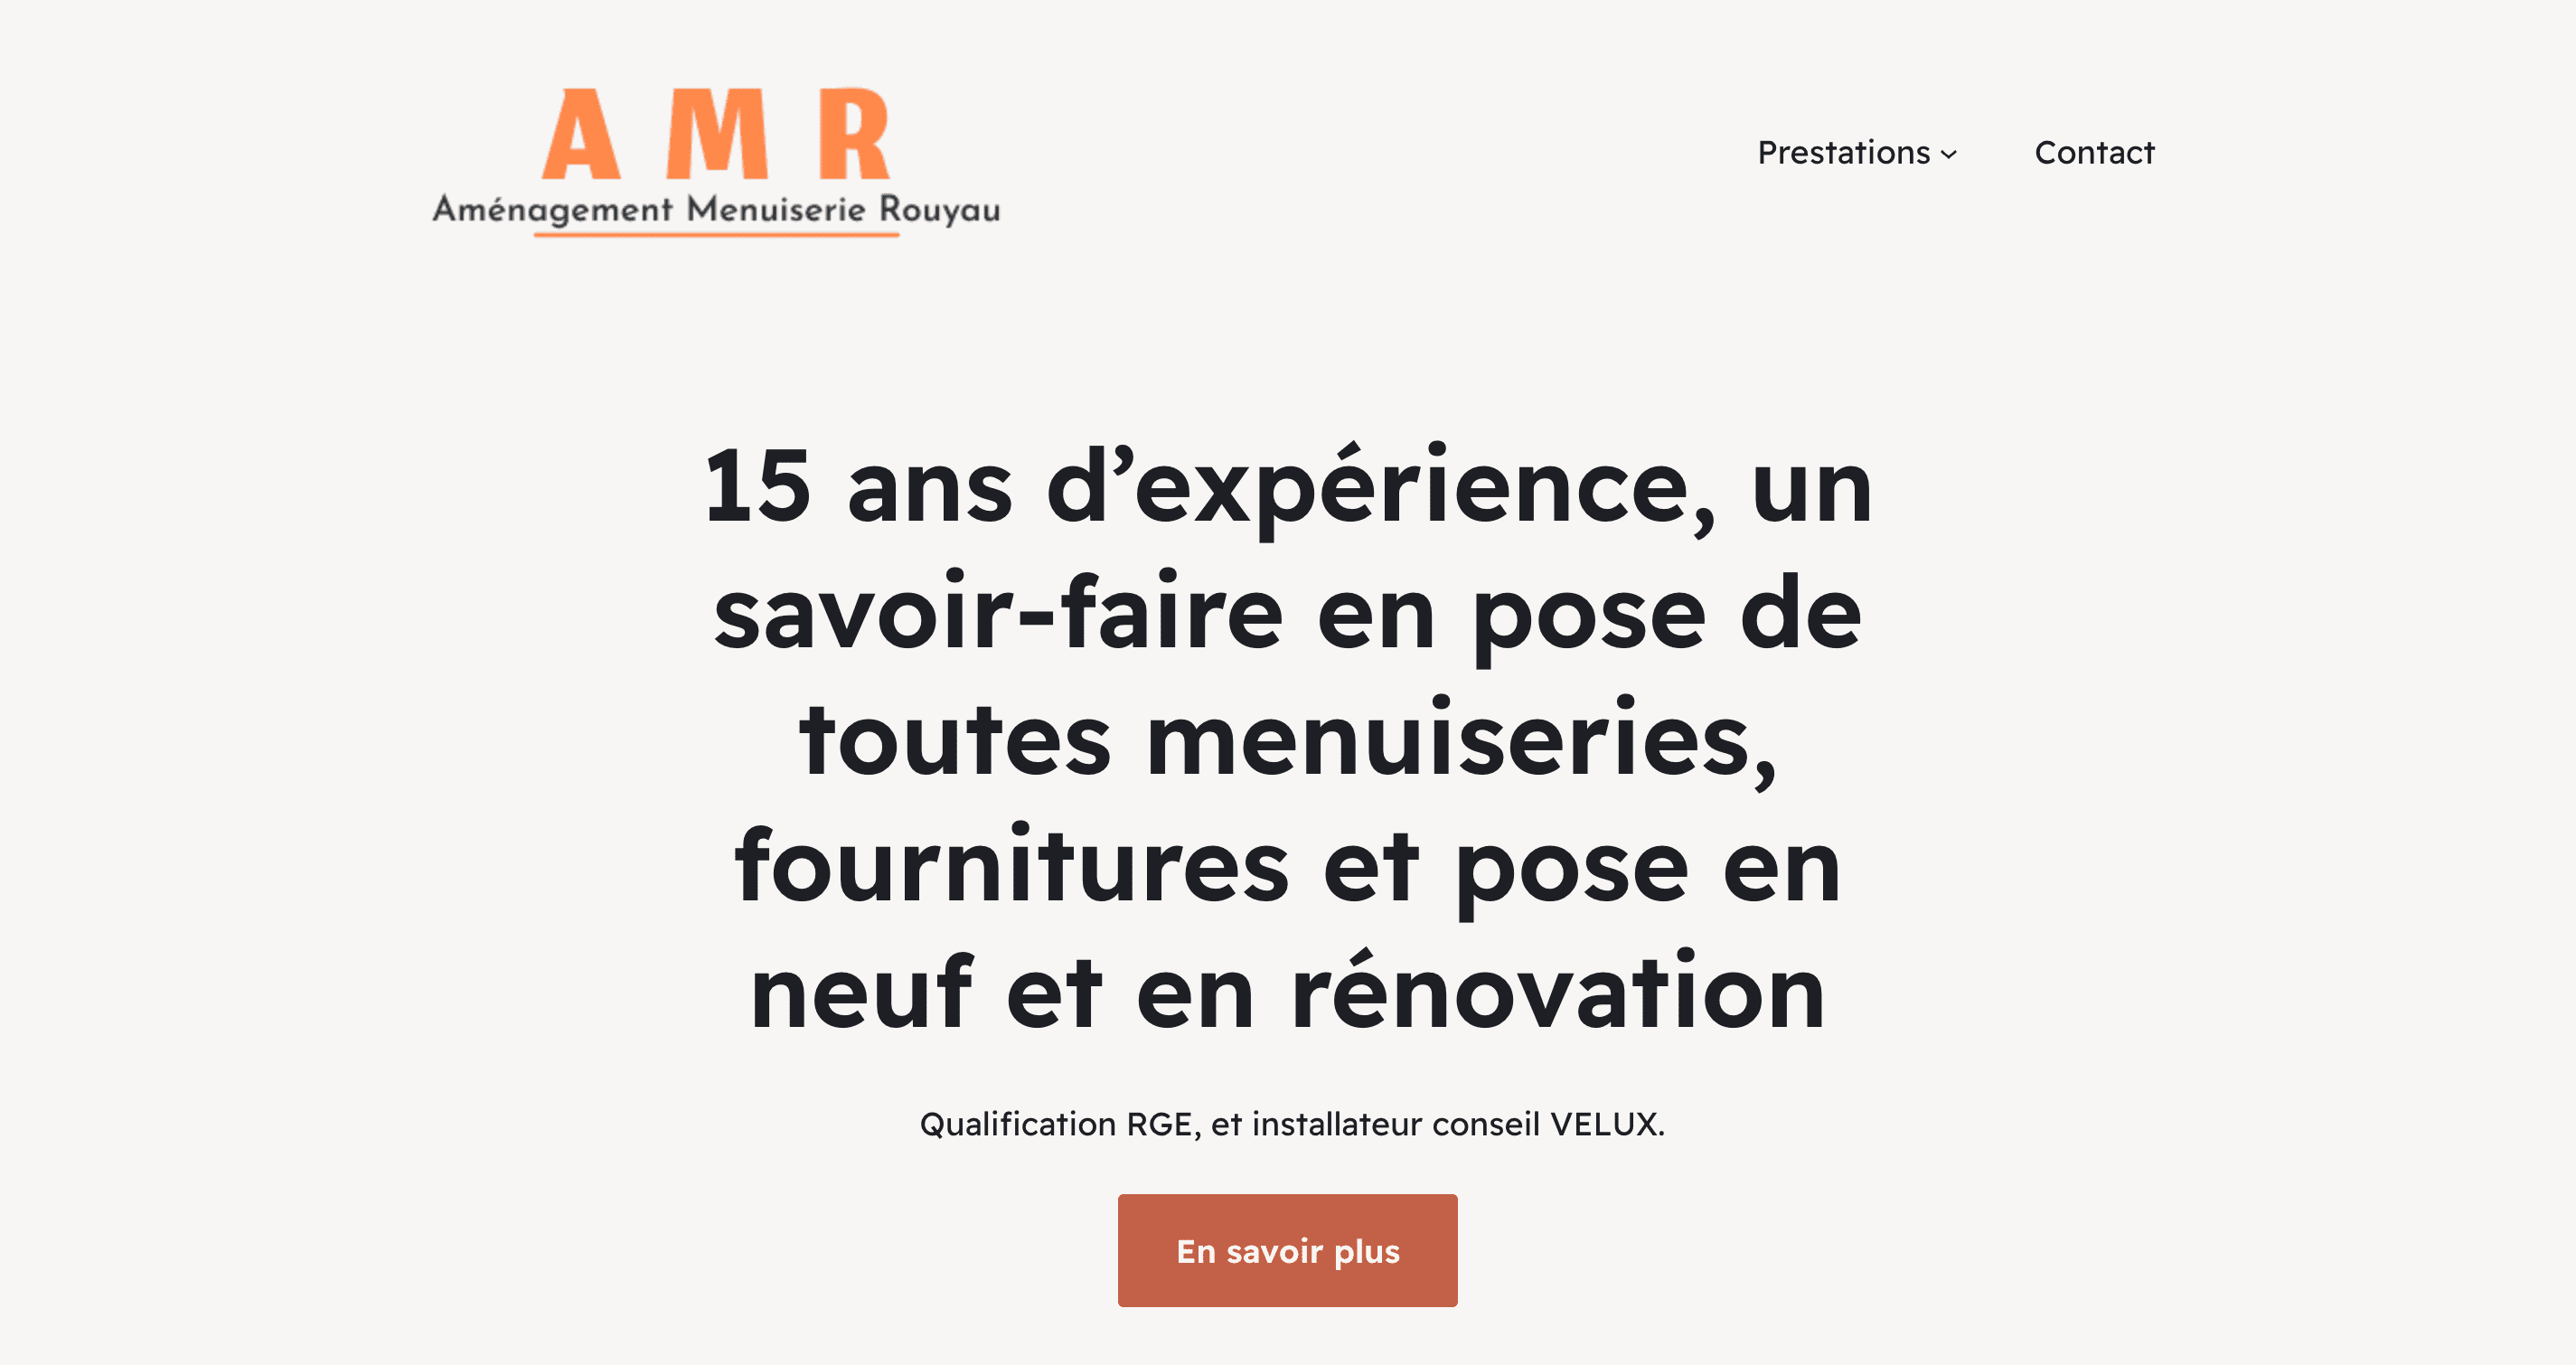 A M R
Aménagement Menuiserie Rouyau
Prestations
Contact
15 ans d’expérience, un
savoir-faire en pose de
toutes menuiseries,
fournitures et pose en
neuf et en rénovation
Qualification RGE, et installateur conseil VELUX.
En savoir plus